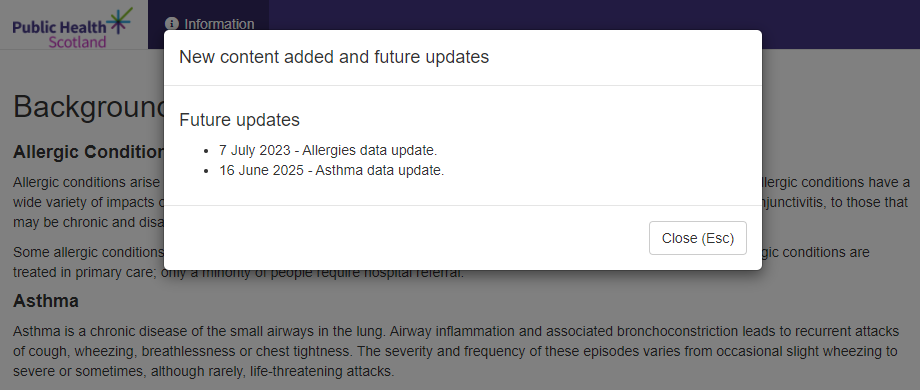 Public Health
Scotland
Information
New content added and future updates
Future updates
7 July 2023 - Allergies data update.
16 June 2025 - Asthma data update.
Close (Esc)
Background
Allergic Condition
Allergic conditions arise
llergic conditions have a
wide variety of impacts
njunctivitis, to those that
may be chronic and
Some allergic conditions
gic conditions are
treated in primary care; only a minority of people require hospital referral.
Asthma
Asthma is a chronic disease of the small airways in the lung. Airway inflammation and associated bronchoconstriction leads to recurrent attacks
of cough, wheezing, breathlessness or chest tightness. The severity and frequency of these episodes varies from occasional slight wheezing to
severe or sometimes, although rarely, life-threatening attacks.